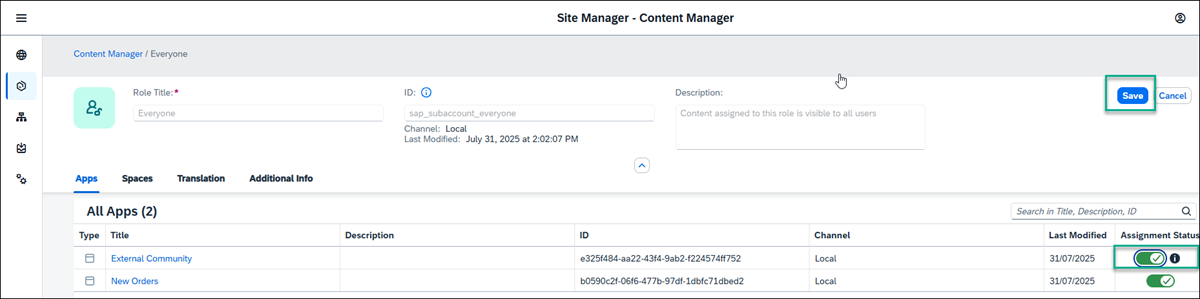 Site Manager - Content Manager
Content Manager / Everyone
Role Title:*
Everyone
ID:
sap_subaccount_everyone
Channel: Local
Last Modified: July 31, 2025 at 2:02:07 PM
Description:
Content assigned to this role is visible to all users
Save
Cancel
Apps Spaces Translation Additional Info
All Apps (2)
Search in Title, Description, ID
Type Title Description ID Channel Last Modified Assignment Status
External Community e325f484-aa22-43f4-9ab2-f224574ff752 Local 31/07/2025
New Orders b0590c2f-06f6-477b-97df-1dbfc71dbed2 Local 31/07/2025